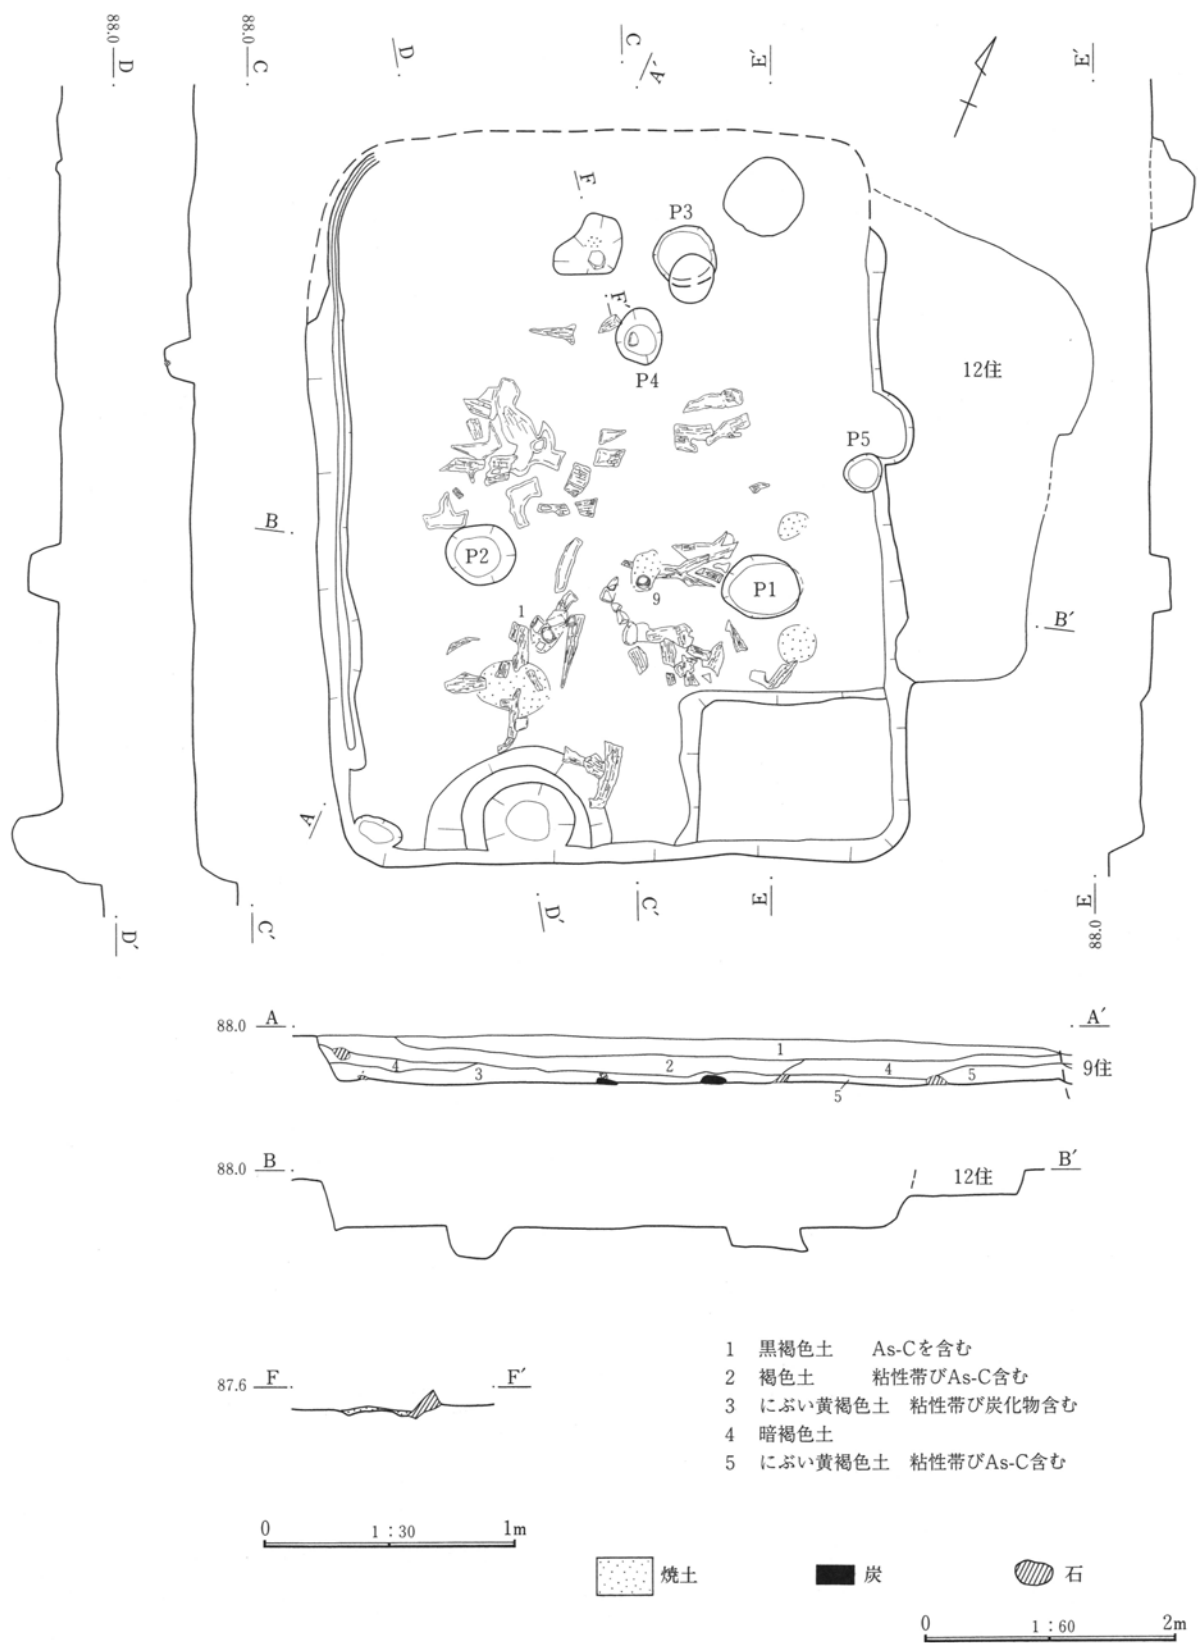 88.0 D
88.0 C
D
C
A′
E′
E′
F
P3
F′
P4
12住
P5
B
P2
P1
9
1
B′
A
D′
C′
E
D′
C′
88.0 E
88.0 A A′
1
2
4
3
4
5
5
9住
88.0 B B′
12住
87.6 F F′
1 黒褐色土 As-Cを含む
2 褐色土 粘性帯びAs-C含む
3 にぶい黄褐色土 粘性帯び炭化物含む
4 暗褐色土
5 にぶい黄褐色土 粘性帯びAs-C含む
0 1：30 1m
焼土 炭 石
0 1：60 2m